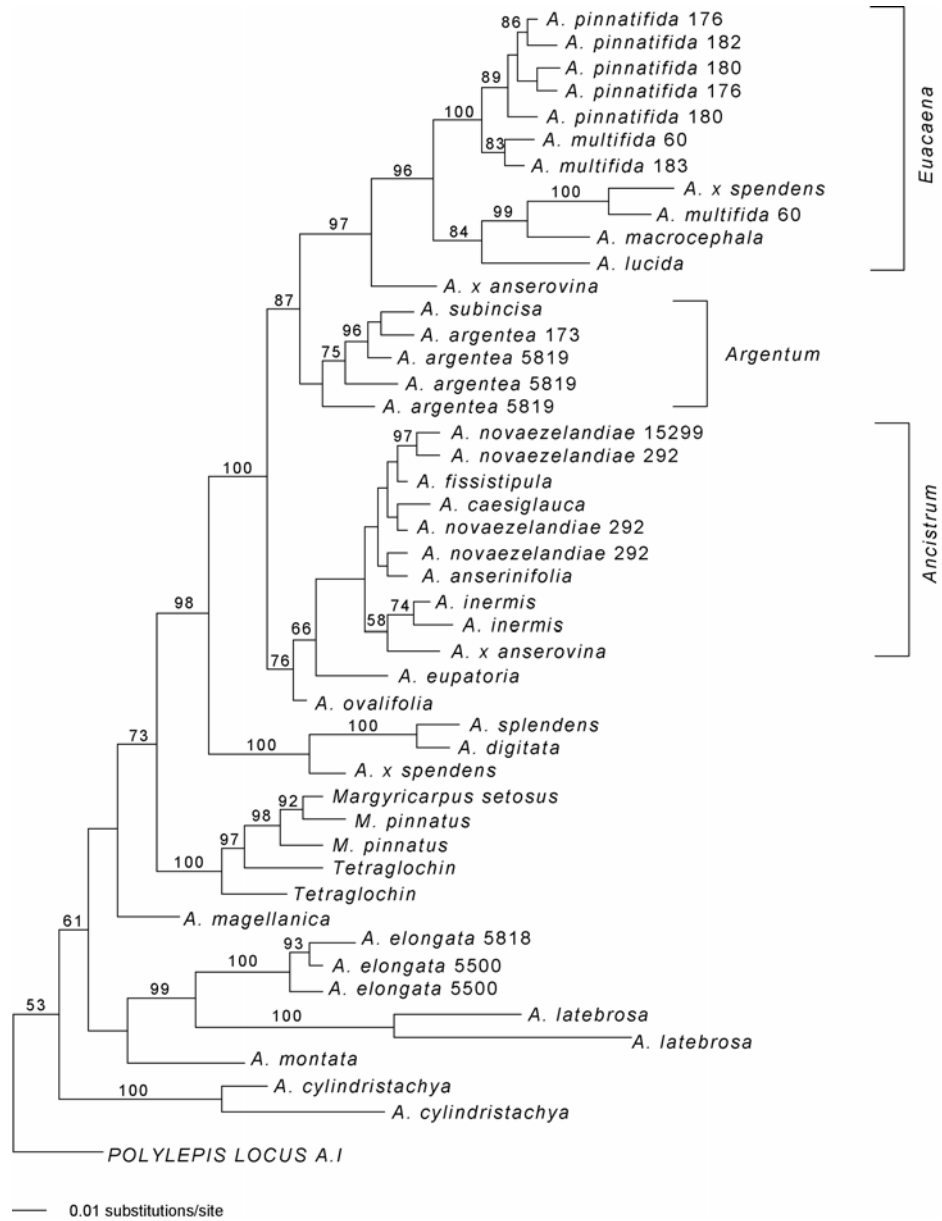 86
A. pinnatifida 176
A. pinnatifida 182
A. pinnatifida 180
89
A. pinnatifida 176
100
A. pinnatifida 180
A. multifida 60
83
A. multifida 183
Euacaena
96
100
A. x spendens
99
A. multifida 60
97
84
A. macrocephala
A. lucida
A. x anserovina
87
A. subincisa
96
A. argentea 173
75
A. argentea 5819
A. argentea 5819
A. argentea 5819
Argentum
97
A. novaezelandiae 15299
A. novaezelandiae 292
100
A. fissistipula
A. caesiglauca
A. novaezelandiae 292
A. novaezelandiae 292
A. anserinifolia
Ancistrum
74
A. inermis
58
A. inermis
98
66
A. x anserovina
76
A. eupatoria
A. ovalifolia
100
A. splendens
73
100
A. digitata
A. x spendens
92
Margyricarpus setosus
98
M. pinnatus
97
M. pinnatus
100
Tetraglochin
Tetraglochin
61
A. magellanica
93
A. elongata 5818
100
A. elongata 5500
99
A. elongata 5500
53
100
A. latebrosa
A. latebrosa
A. montata
100
A. cylindristachya
A. cylindristachya
POLYLEPIS LOCUS A.I
0.01 substitutions/site